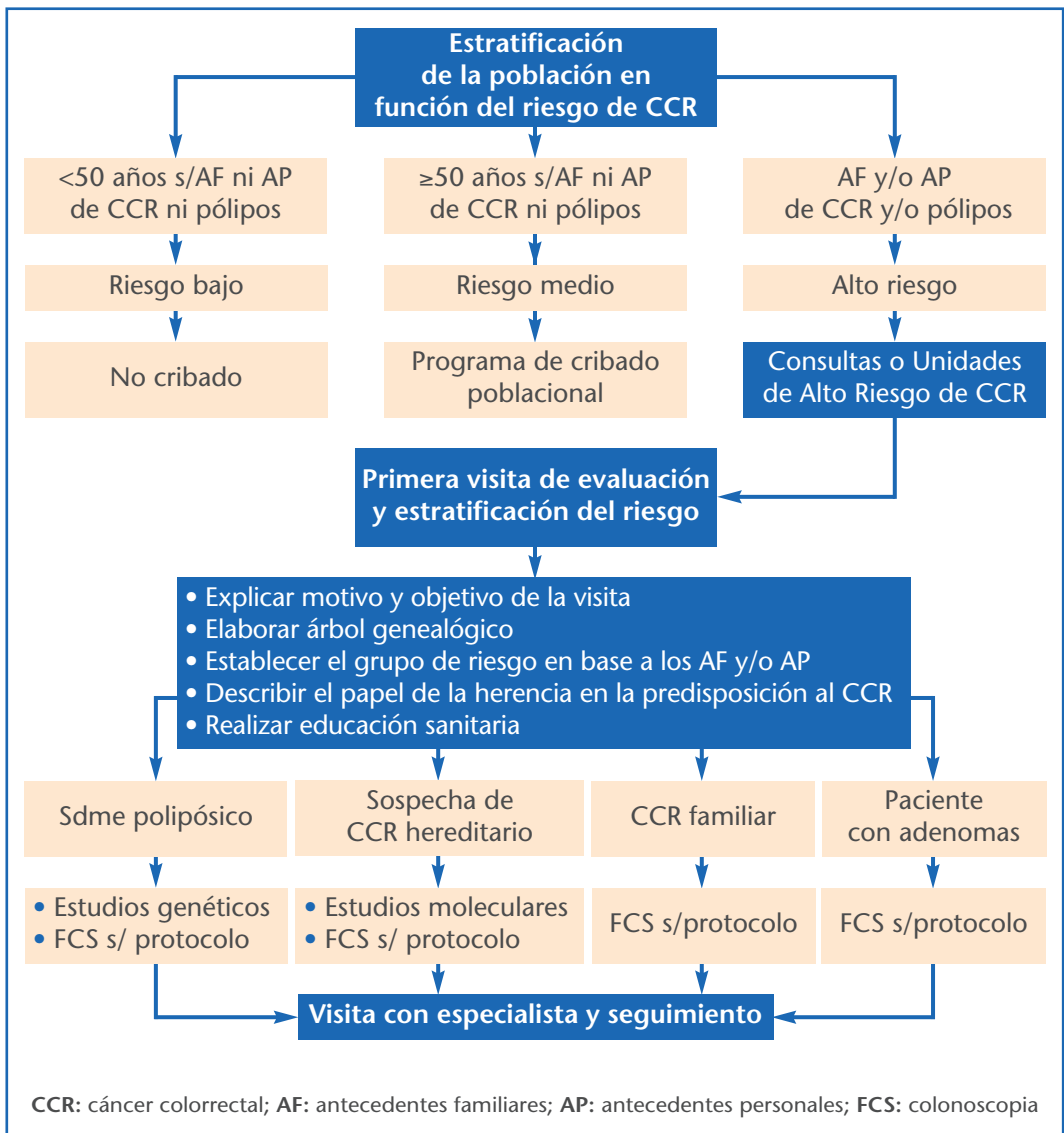 Estratificación
de la población en
función del riesgo de CCR
<50 años s/AF ni AP
de CCR ni pólipos
≥50 años s/AF ni AP
de CCR ni pólipos
AF y/o AP
de CCR y/o pólipos
Riesgo bajo
Riesgo medio
Alto riesgo
No cribado
Programa de cribado
poblacional
Consultas o Unidades
de Alto Riesgo de CCR
Primera visita de evaluación
y estratificación del riesgo
• Explicar motivo y objetivo de la visita
• Elaborar árbol genealógico
• Establecer el grupo de riesgo en base a los AF y/o AP
• Describir el papel de la herencia en la predisposición al CCR
• Realizar educación sanitaria
Sdme polipósico
Sospecha de
CCR hereditario
CCR familiar
Paciente
con adenomas
• Estudios genéticos
• FCS s/ protocolo
• Estudios moleculares
• FCS s/ protocolo
FCS s/protocolo
FCS s/protocolo
Visita con especialista y seguimiento
CCR: cáncer colorrectal; AF: antecedentes familiares; AP: antecedentes personales; FCS: colonoscopia